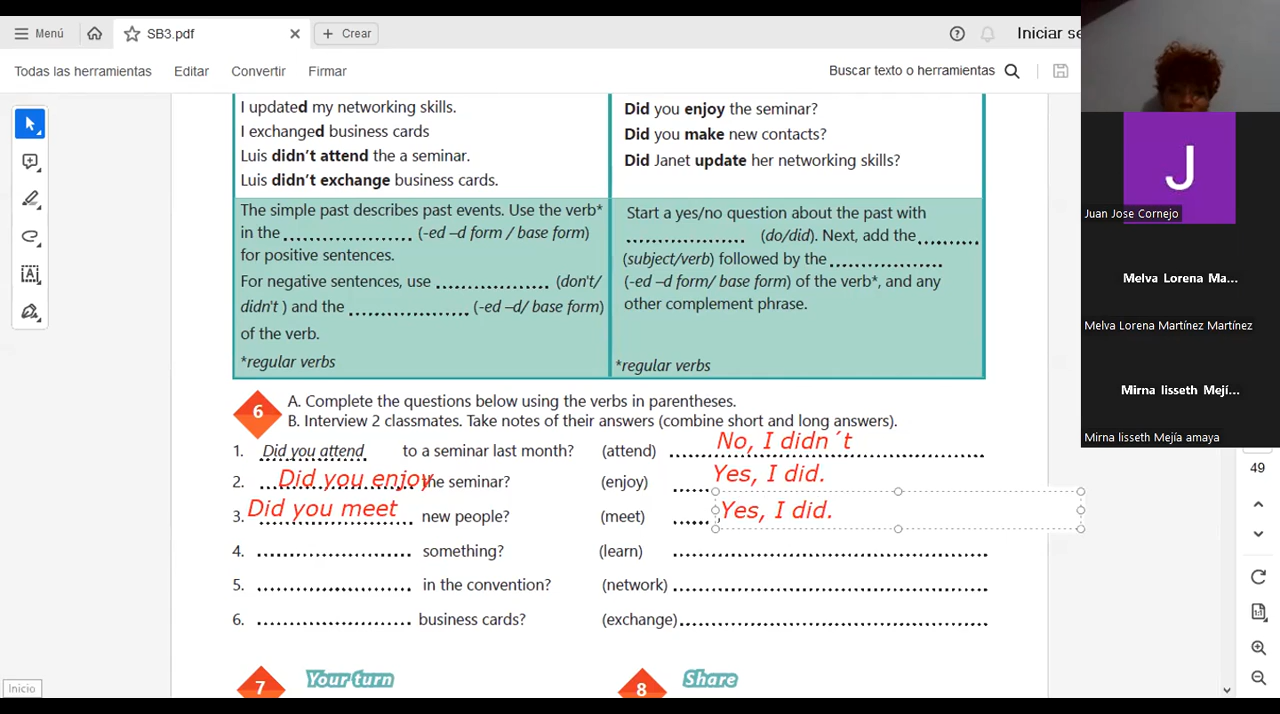 Menú
SB3.pdf
Crear
Iniciar se
Todas las herramientas
Editar
Convertir
Firmar
Buscar texto o herramientas
I updated my networking skills.
I exchanged business cards
Luis didn't attend the a seminar.
Luis didn't exchange business cards.
Did you enjoy the seminar?
Did you make new contacts?
Did Janet update her networking skills?
The simple past describes past events. Use the verb*
in the ...................... (-ed –d form / base form)
for positive sentences.
For negative sentences, use ................... (don't/
didn't ) and the .................... (-ed –d/ base form)
of the verb.
*regular verbs
Start a yes/no question about the past with
.................... (do/did). Next, add the ..........
(subject/verb) followed by the ...................
(-ed –d form/ base form) of the verb*, and any
other complement phrase.
*regular verbs
6
A. Complete the questions below using the verbs in parentheses.
B. Interview 2 classmates. Take notes of their answers (combine short and long answers).
1. Did you attend to a seminar last month? (attend) No, I didn´t
2. Did you enjoy the seminar? (enjoy) Yes, I did.
3. Did you meet new people? (meet) Yes, I did.
4. .......................... something? (learn) ..........................
5. .......................... in the convention? (network) ..........................
6. .......................... business cards? (exchange) ..........................
7 Your turn
8 Share
Inicio
49
J
Juan Jose Cornejo
Melva Lorena Ma...
Melva Lorena Martínez Martínez
Mirna lisseth Mejí...
Mirna lisseth Mejía amaya